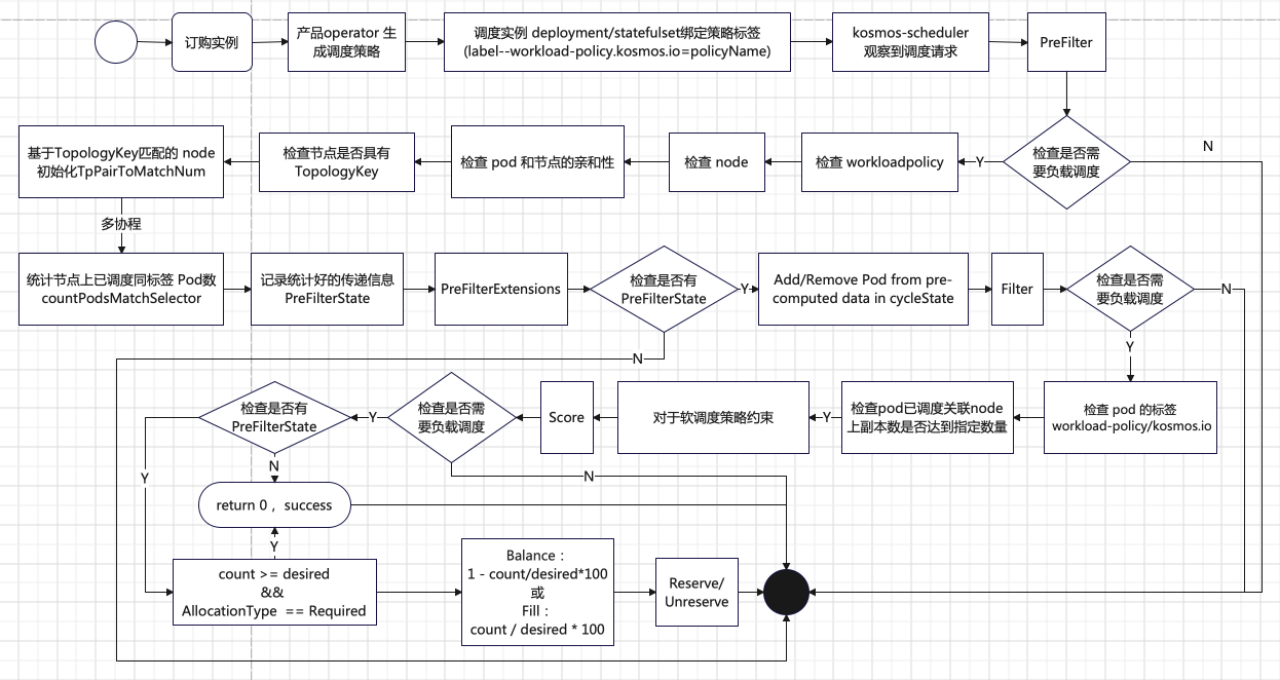 订购实例
产品operator 生
成调度策略
调度实例 deployment/statefulset绑定策略标签
(label--workload-policy.kosmos.io=policyName)
kosmos-scheduler
观察到调度请求
PreFilter
检查是否需
要负载调度
N
Y
检查 workloadpolicy
检查 node
检查 pod 和节点的亲和性
检查节点是否具有
TopologyKey
基于TopologyKey匹配的 node
初始化TpPairToMatchNum
多协程
统计节点上已调度同标签 Pod数
countPodsMatchSelector
记录统计好的传递信息
PreFilterState
PreFilterExtensions
检查是否有
PreFilterState
Y
Add/Remove Pod from pre-
computed data in cycleState
Filter
检查是否需
要负载调度
N
Y
N
检查 pod 的标签
workload-policy/kosmos.io
检查pod已调度关联node
上副本数是否达到指定数量
Y
对于软调度策略约束
Score
检查是否需
要负载调度
Y
检查是否有
PreFilterState
N
N
Y
return 0 ,  success
Y
count >= desired
&&
AllocationType  == Required
Balance :
1 - count/desired*100
或
Fill :
count / desired * 100
Reserve/
Unreserve